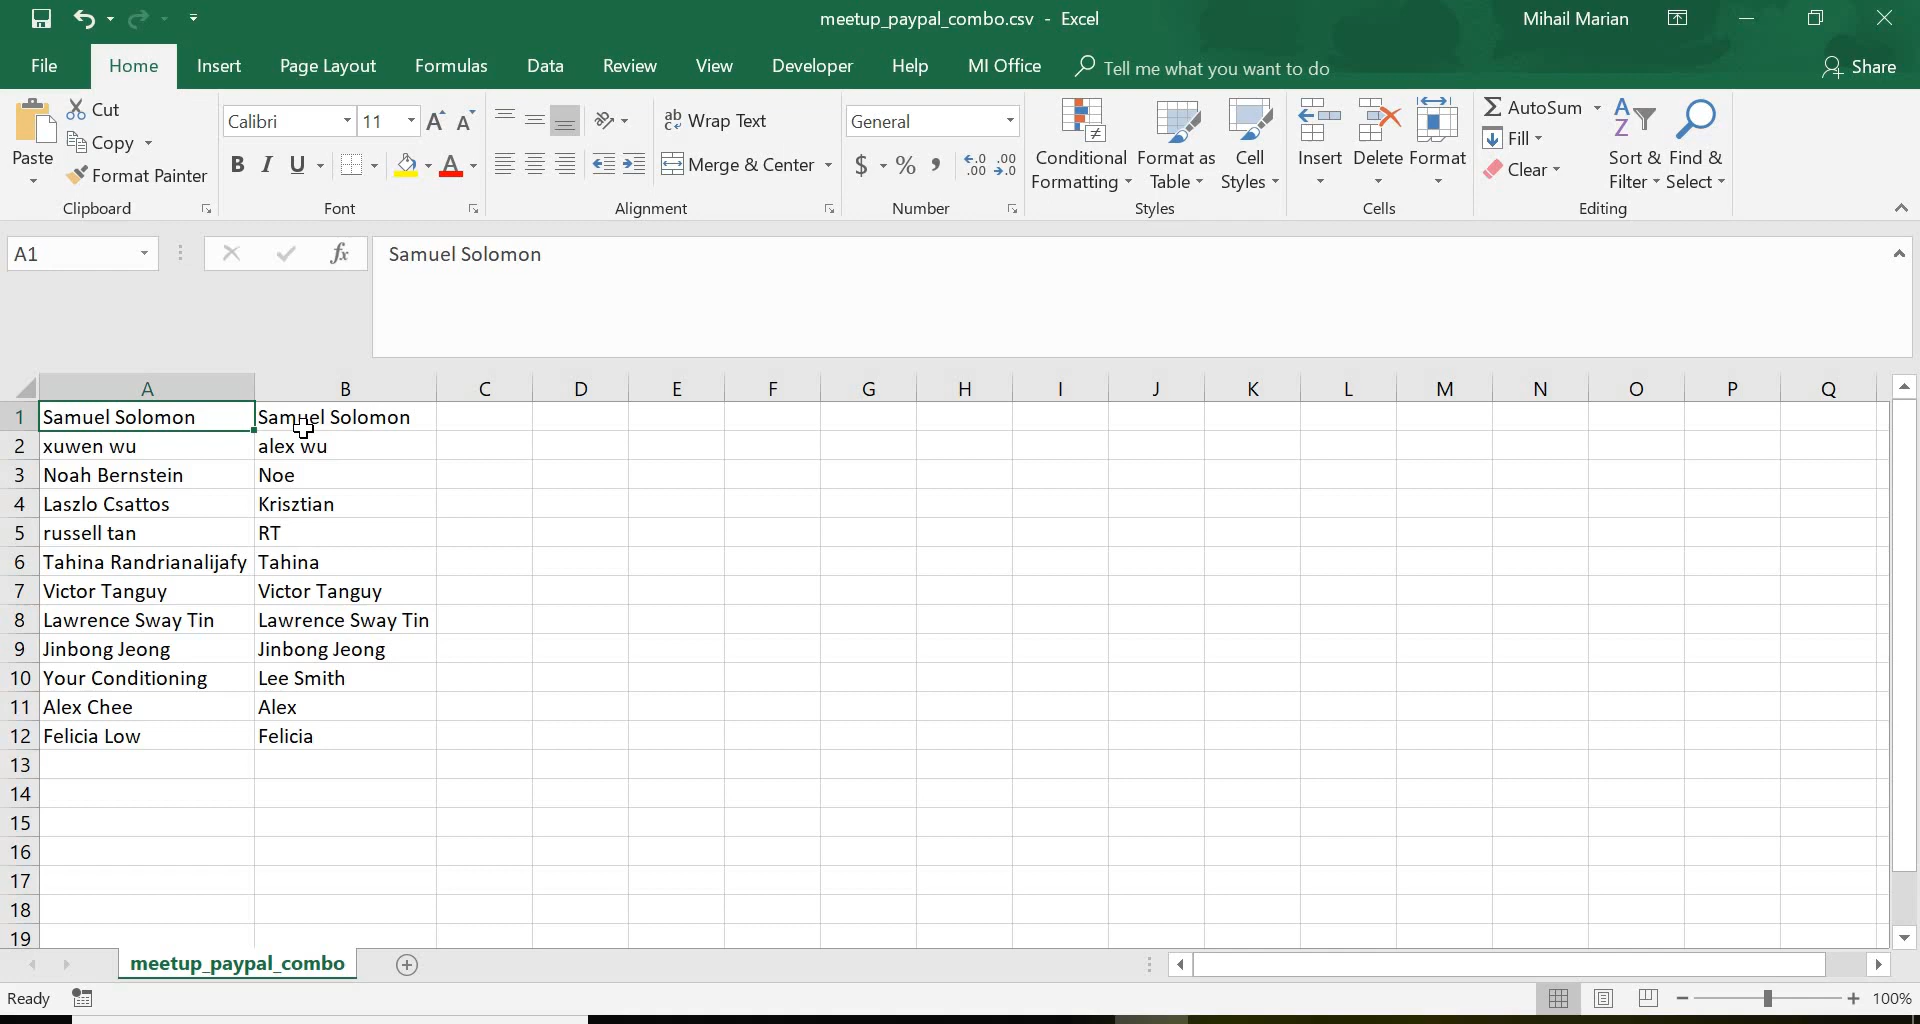 meetup_paypal_combo.csv - Excel
Mihail Marian
File Home Insert Page Layout Formulas Data Review View Developer Help MI Office Tell me what you want to do Share
Paste
Cut
Copy
Format Painter
Clipboard
Calibri 11
B I U A
Font
Wrap Text
Merge & Center
Alignment
General
$ % ,
Number
Conditional Formatting
Format as Table
Cell Styles
Styles
Insert Delete Format
Cells
AutoSum
Fill
Clear
Sort & Filter
Find & Select
Editing
A1 fx Samuel Solomon
A B C D E F G H I J K L M N O P Q
1 Samuel Solomon Samuel Solomon
2 xuwen wu alex wu
3 Noah Bernstein Noe
4 Laszlo Csattos Krisztian
5 russell tan RT
6 Tahina Randrianalijafy Tahina
7 Victor Tanguy Victor Tanguy
8 Lawrence Sway Tin Lawrence Sway Tin
9 Jinbong Jeong Jinbong Jeong
10 Your Conditioning Lee Smith
11 Alex Chee Alex
12 Felicia Low Felicia
13
14
15
16
17
18
19
meetup_paypal_combo
Ready 100%